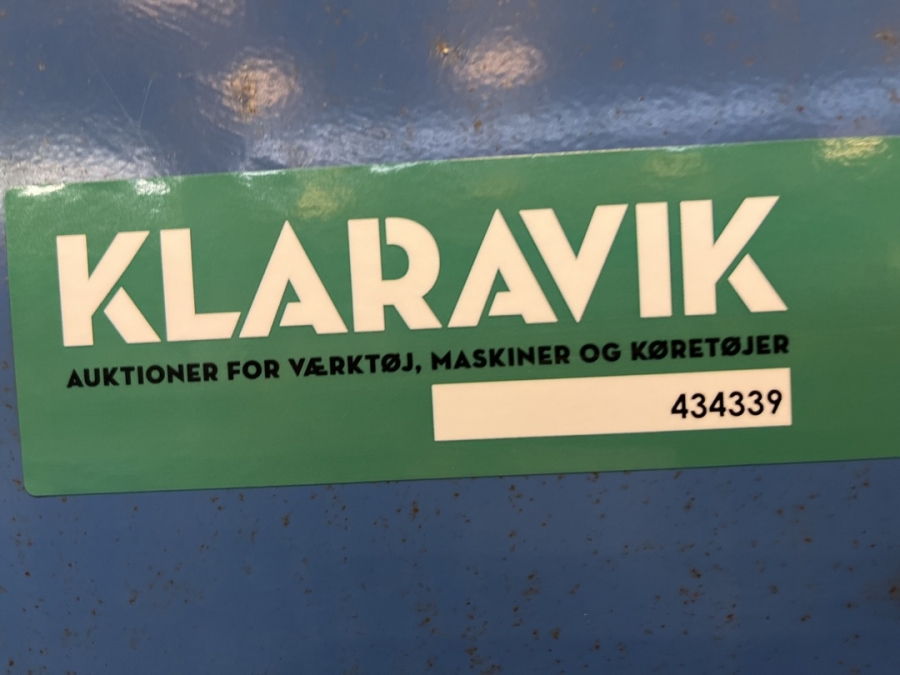 KLARAVIK
AUKTIONER FOR VÆRKTØJ, MASKINER OG KØRETØJER
434339